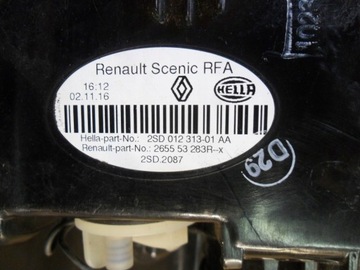 Renault Scenic RFA
16:12
02.11.16
HELLA
Hella-part-No.: 2SD 012 313-01 AA
Renault-part-No.: 2655 53 283R--x
2SD.2087
D29